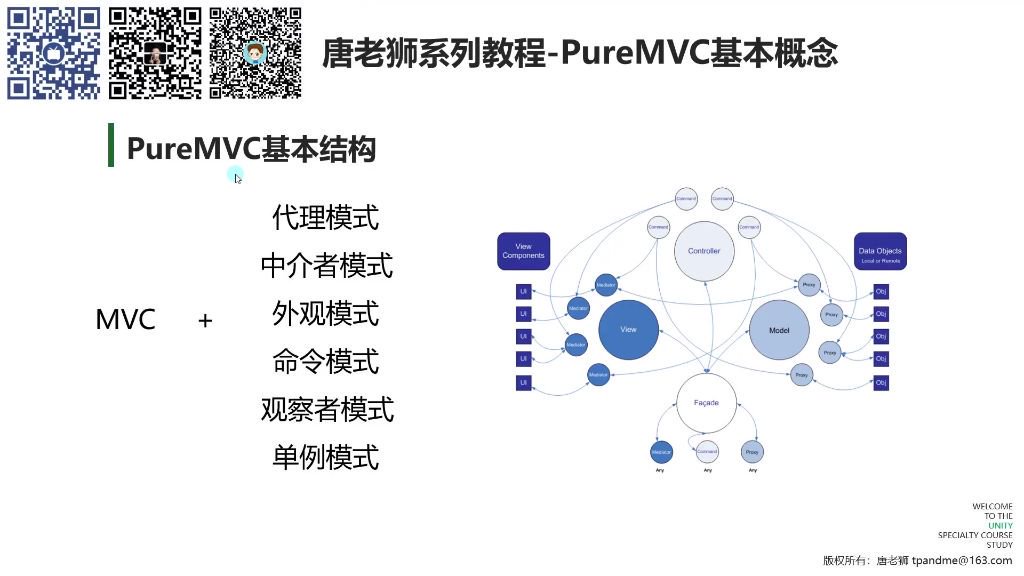 唐老狮系列教程-PureMVC基本概念
PureMVC基本结构
代理模式
中介者模式
外观模式
命令模式
观察者模式
单例模式
MVC +
Command Command
Command Command
Controller
View
Components
Data Objects
Local or Remote
UI
UI
UI
UI
UI
Mediator
Mediator
Mediator
Mediator
View
Model
Proxy
Proxy
Proxy
Proxy
Obj
Obj
Obj
Obj
Obj
Façade
Mediator Command Proxy
Any Any Any
WELCOME
TO THE
UNITY
SPECIALTY COURSE
STUDY
版权所有：唐老狮 tpandme@163.com